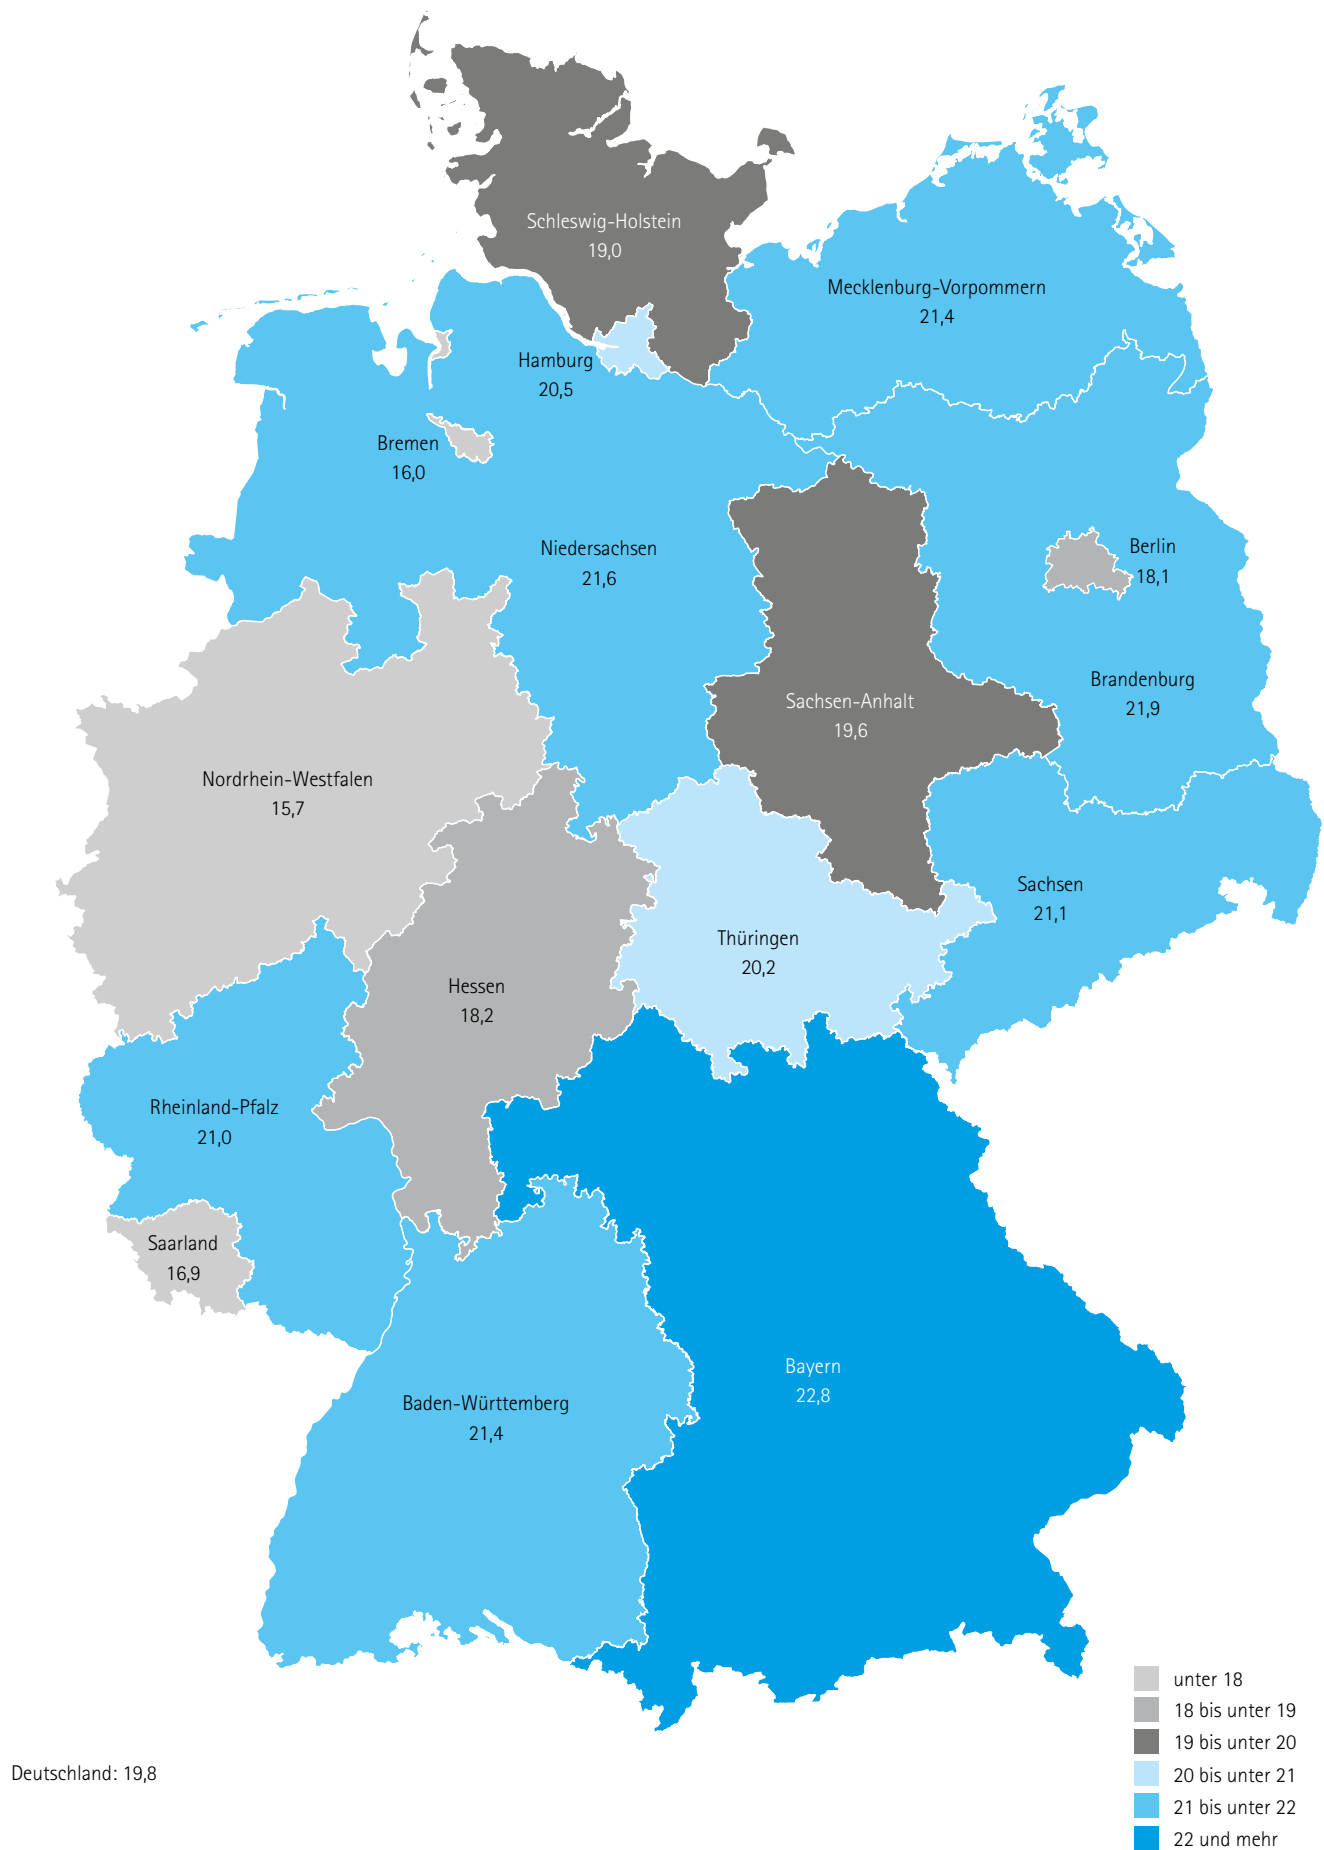 Schleswig-Holstein
19,0
Mecklenburg-Vorpommern
21,4
Hamburg
20,5
Bremen
16,0
Niedersachsen
21,6
Berlin
18,1
Brandenburg
21,9
Sachsen-Anhalt
19,6
Nordrhein-Westfalen
15,7
Sachsen
21,1
Thüringen
20,2
Hessen
18,2
Rheinland-Pfalz
21,0
Saarland
16,9
Bayern
22,8
Baden-Württemberg
21,4
unter 18
18 bis unter 19
19 bis unter 20
20 bis unter 21
21 bis unter 22
22 und mehr
Deutschland: 19,8